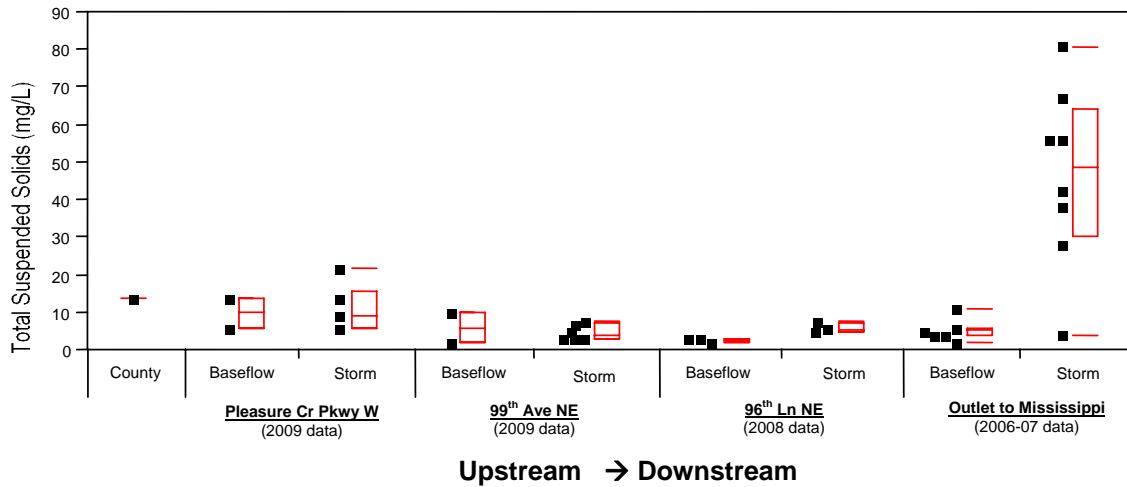 90
80
70
60
50
40
30
20
10
0
Total Suspended Solids (mg/L)
County Baseflow Storm Baseflow Storm Baseflow Storm Baseflow Storm
Pleasure Cr Pkwy W 99th Ave NE 96th Ln NE Outlet to Mississippi
(2009 data) (2009 data) (2008 data) (2006-07 data)
Upstream → Downstream